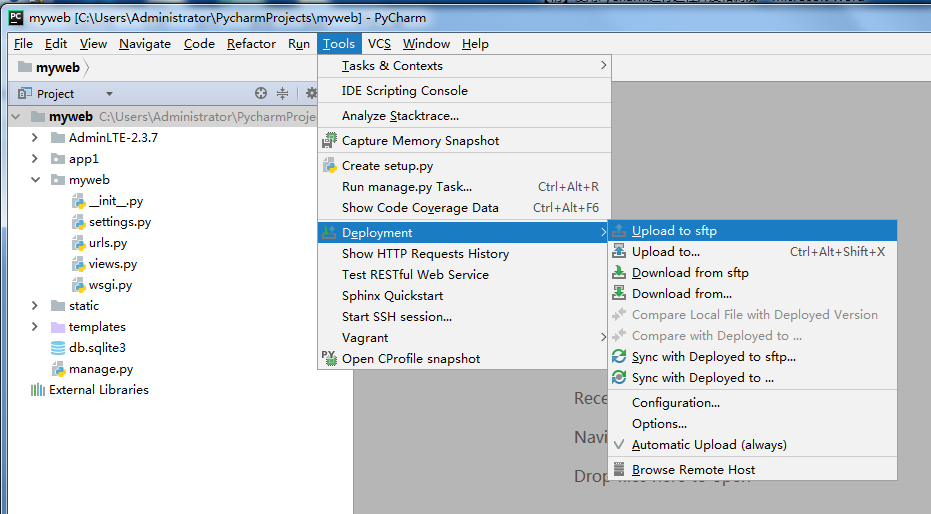 myweb [C:\Users\Administrator\PycharmProjects\myweb] - PyCharm
File Edit View Navigate Code Refactor Run Tools VCS Window Help
myweb
Project
myweb C:\Users\Administrator\PycharmProje
AdminLTE-2.3.7
app1
myweb
__init__.py
settings.py
urls.py
views.py
wsgi.py
static
templates
db.sqlite3
manage.py
External Libraries
Tasks & Contexts
IDE Scripting Console
Analyze Stacktrace...
Capture Memory Snapshot
Create setup.py
Run manage.py Task... Ctrl+Alt+R
Show Code Coverage Data Ctrl+Alt+F6
Deployment
Show HTTP Requests History
Test RESTful Web Service
Sphinx Quickstart
Start SSH session...
Vagrant
Open CProfile snapshot
Upload to sftp
Upload to... Ctrl+Alt+Shift+X
Download from sftp
Download from...
Compare Local File with Deployed Version
Compare with Deployed to ...
Sync with Deployed to sftp...
Sync with Deployed to ...
Configuration...
Options...
Automatic Upload (always)
Browse Remote Host
Rece
Navi
Drop